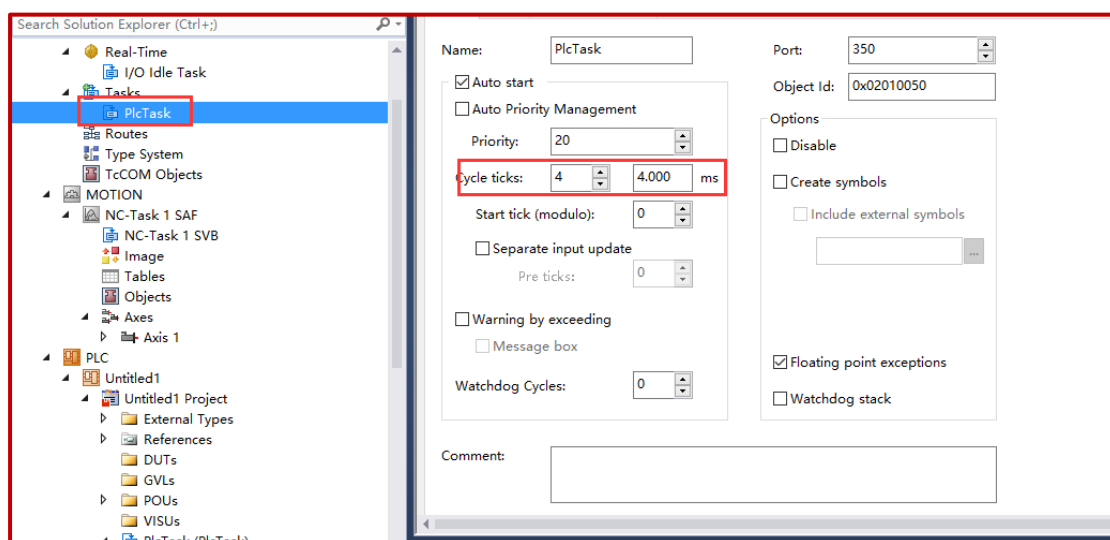 Search Solution Explorer (Ctrl+;)
Real-Time
I/O Idle Task
Tasks
PlcTask
Routes
Type System
TcCOM Objects
MOTION
NC-Task 1 SAF
NC-Task 1 SVB
Image
Tables
Objects
Axes
Axis 1
PLC
Untitled1
Untitled1 Project
External Types
References
DUTs
GVLs
POUs
VISUs
PlcTask (PlcTask)
Name: PlcTask
Auto start
Auto Priority Management
Priority: 20
Cycle ticks: 4 4.000 ms
Start tick (modulo): 0
Separate input update
Pre ticks: 0
Warning by exceeding
Message box
Watchdog Cycles: 0
Comment:
Port: 350
Object Id: 0x02010050
Options
Disable
Create symbols
Include external symbols
...
Floating point exceptions
Watchdog stack